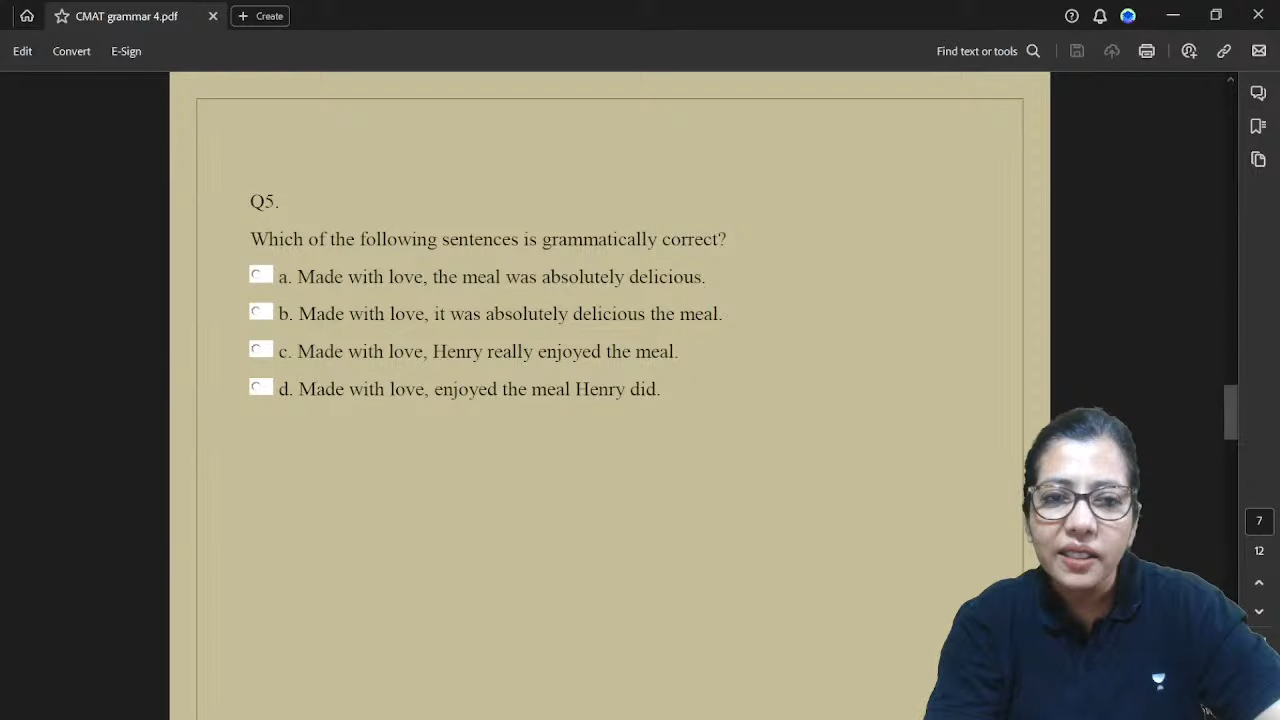 CMAT grammar 4.pdf
Create
Edit
Convert
E-Sign
Find text or tools
Q5.
Which of the following sentences is grammatically correct?
a. Made with love, the meal was absolutely delicious.
b. Made with love, it was absolutely delicious the meal.
c. Made with love, Henry really enjoyed the meal.
d. Made with love, enjoyed the meal Henry did.
7
12